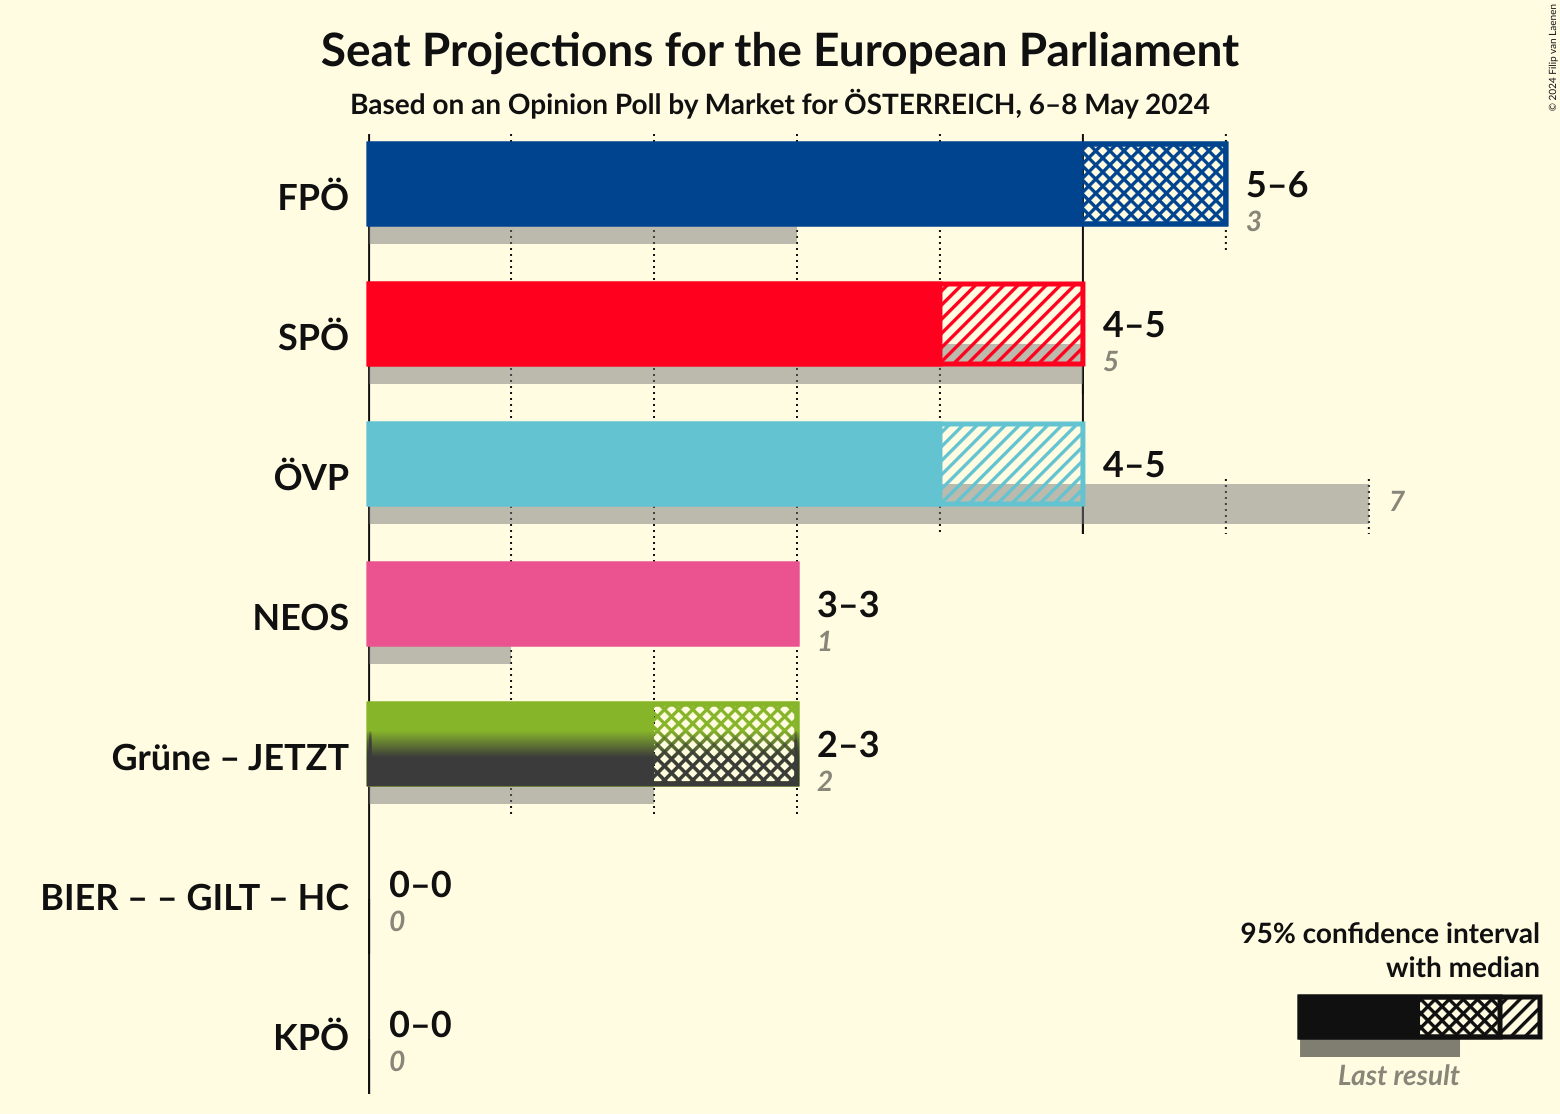 Seat Projections for the European Parliament
Based on an Opinion Poll by Market for ÖSTERREICH, 6–8 May 2024
© 2024 Filip van Laenen
FPÖ
5–6
3
SPÖ
4–5
5
ÖVP
4–5
7
NEOS
3–3
1
Grüne – JETZT
2–3
2
BIER – – GILT – HC
0–0
0
KPÖ
0–0
0
95% confidence interval
with median
Last result